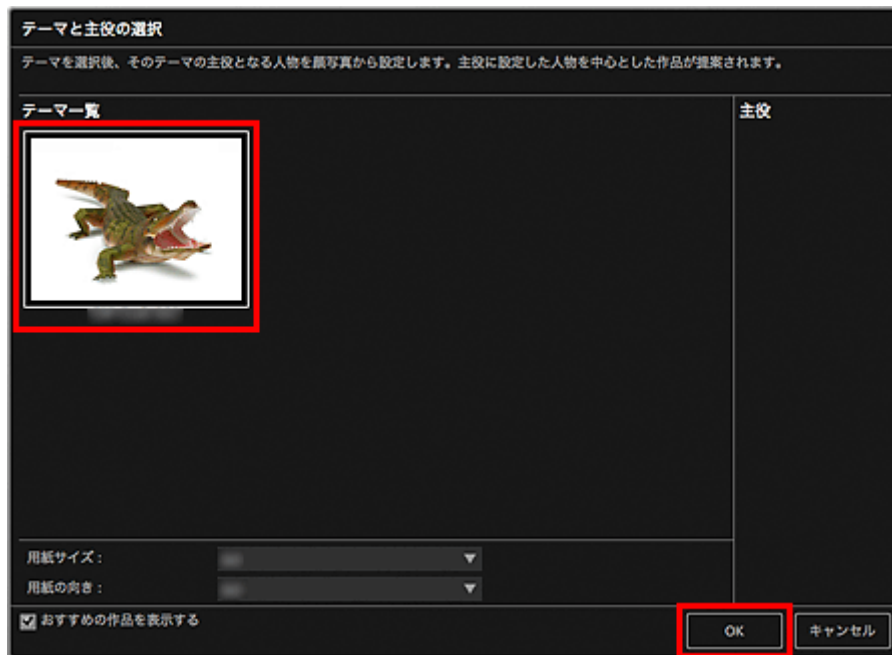 テーマと主役の選択
テーマを選択後、そのテーマの主役となる人物を顔写真から設定します。主役に設定した人物を中心とした作品が提案されます。
テーマ一覧
主役
用紙サイズ：
用紙の向き：
おすすめの作品を表示する
OK
キャンセル